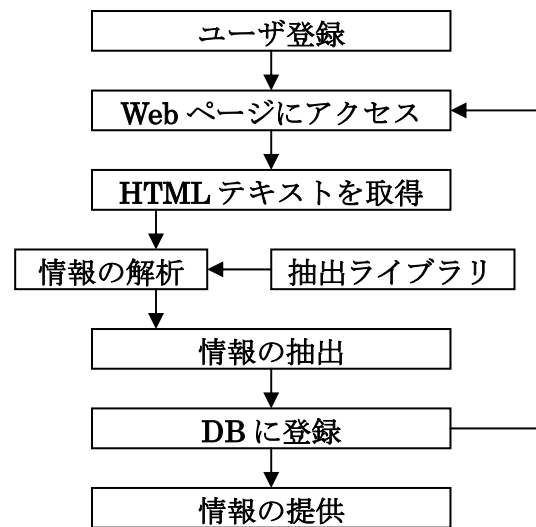 ユーザ登録
Web ページにアクセス
HTML テキストを取得
情報の解析
抽出ライブラリ
情報の抽出
DB に登録
情報の提供